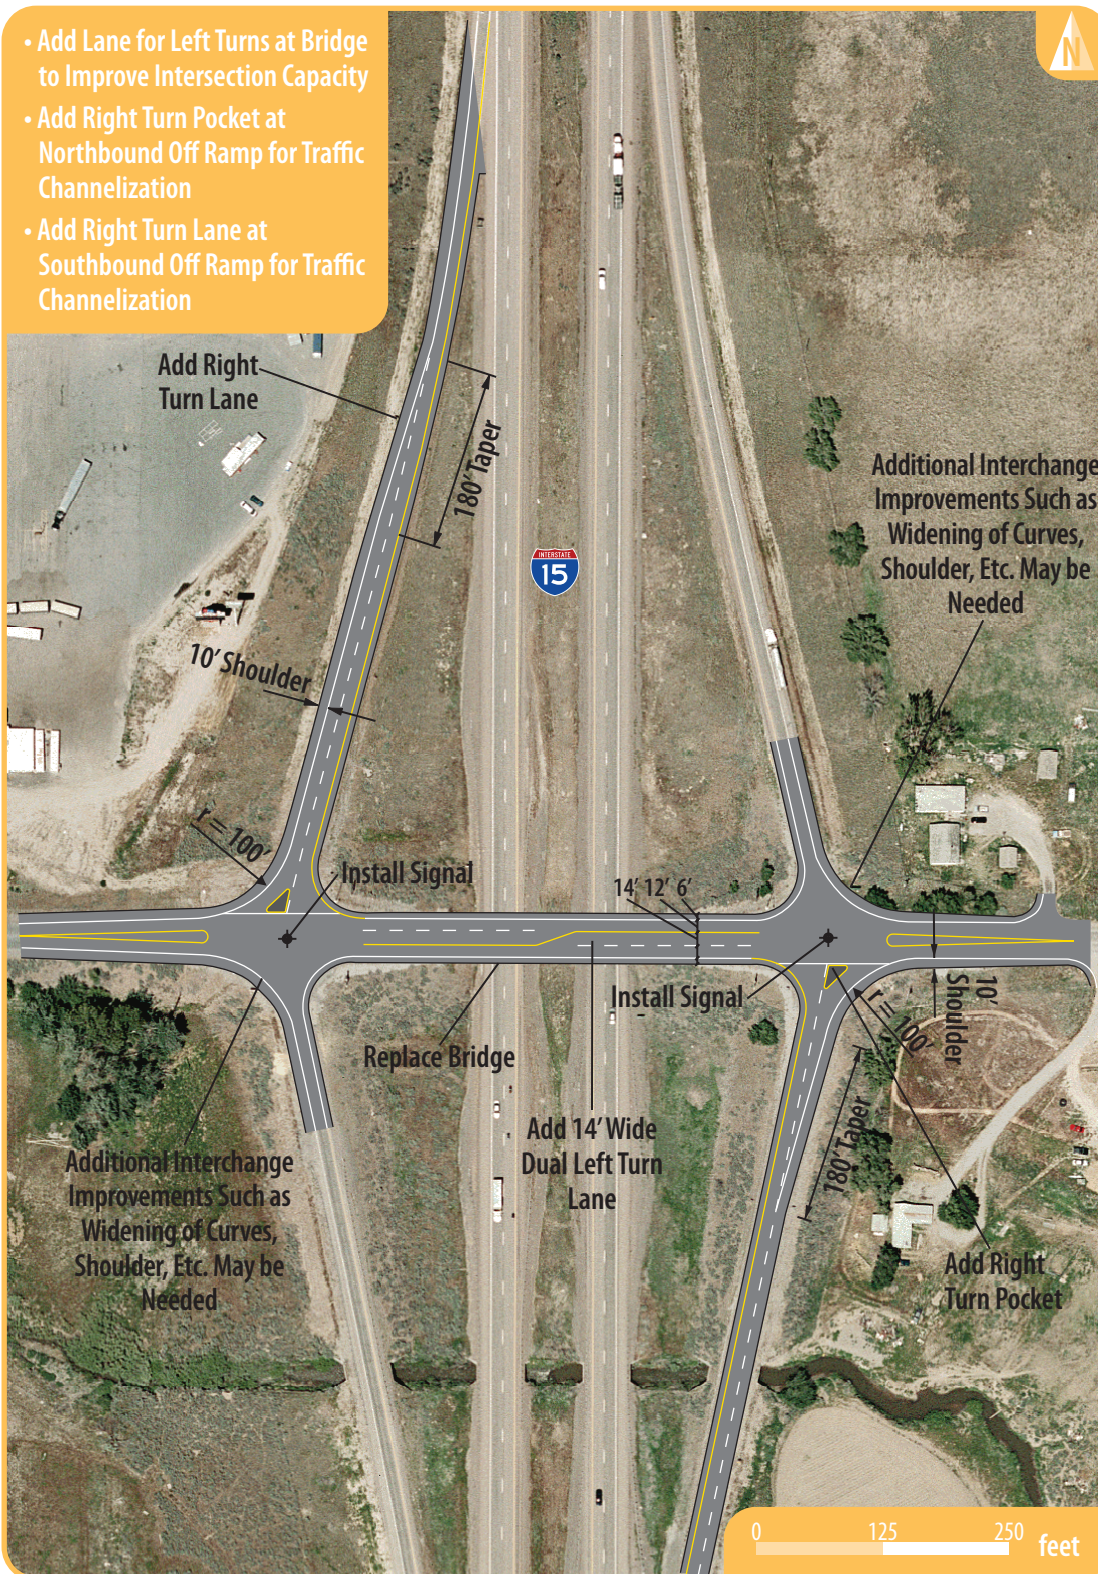 • Add Lane for Left Turns at Bridge
to Improve Intersection Capacity
• Add Right Turn Pocket at
Northbound Off Ramp for Traffic
Channelization
• Add Right Turn Lane at
Southbound Off Ramp for Traffic
Channelization
N
Add Right
Turn Lane
180' Taper
Additional Interchange
Improvements Such as
Widening of Curves,
Shoulder, Etc. May be
Needed
INTERSTATE
15
10' Shoulder
r = 100'
Install Signal
14' 12' 6'
Install Signal
10'
Shoulder
r = 100'
Replace Bridge
Add 14' Wide
Dual Left Turn
Lane
180' Taper
Additional Interchange
Improvements Such as
Widening of Curves,
Shoulder, Etc. May be
Needed
Add Right
Turn Pocket
0 125 250 feet